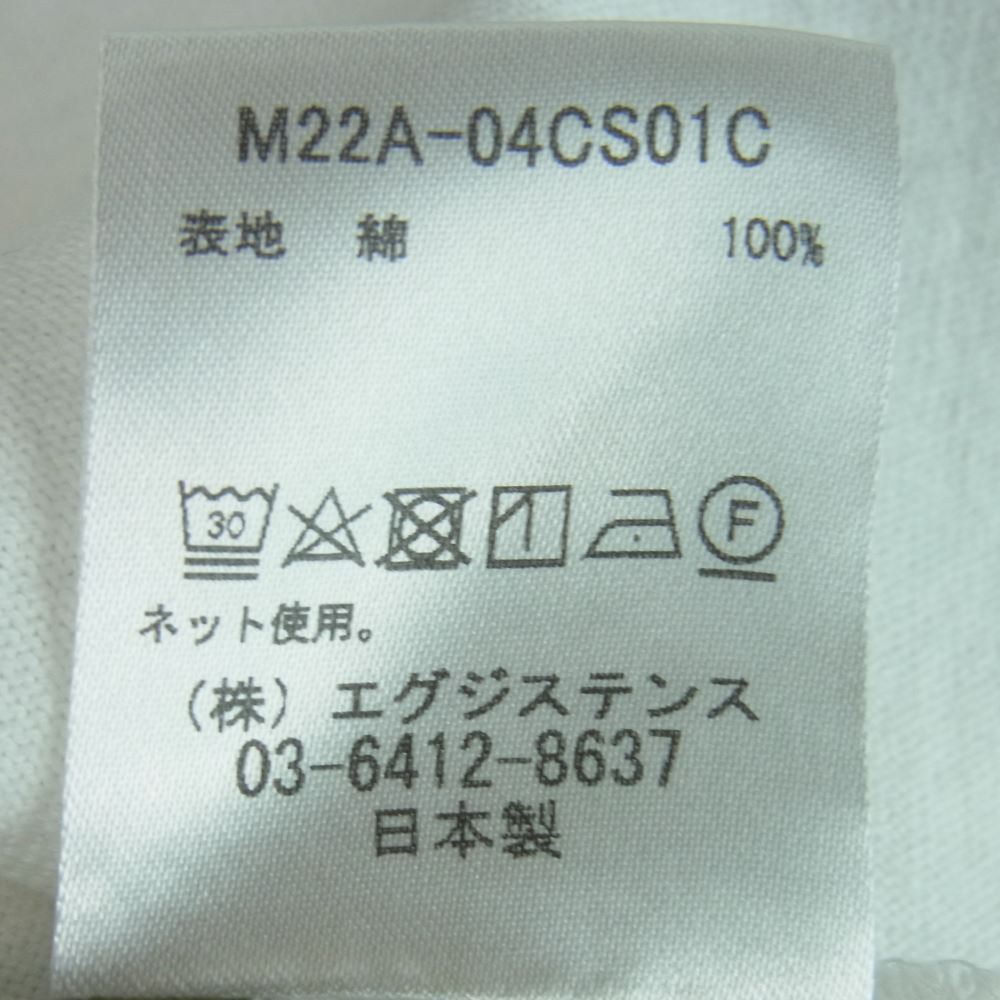 M22A-04CS01C
表地 綿 100%
30 F
ネット使用。
(株) エグジステンス
03-6412-8637
日本製